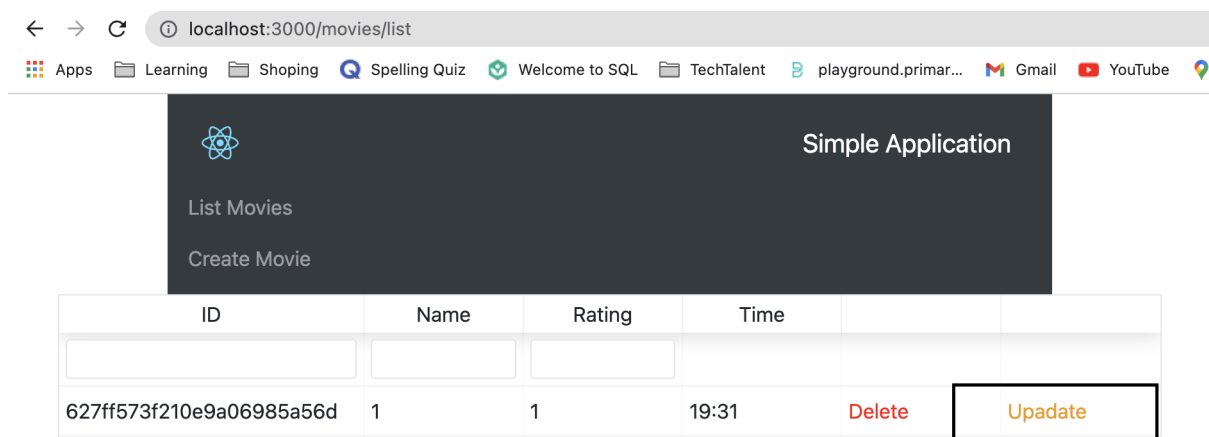 localhost:3000/movies/list
Apps Learning Shoping Spelling Quiz Welcome to SQL TechTalent playground.primar... Gmail YouTube
Simple Application
List Movies
Create Movie
ID Name Rating Time
627ff573f210e9a06985a56d 1 1 19:31 Delete Upadate